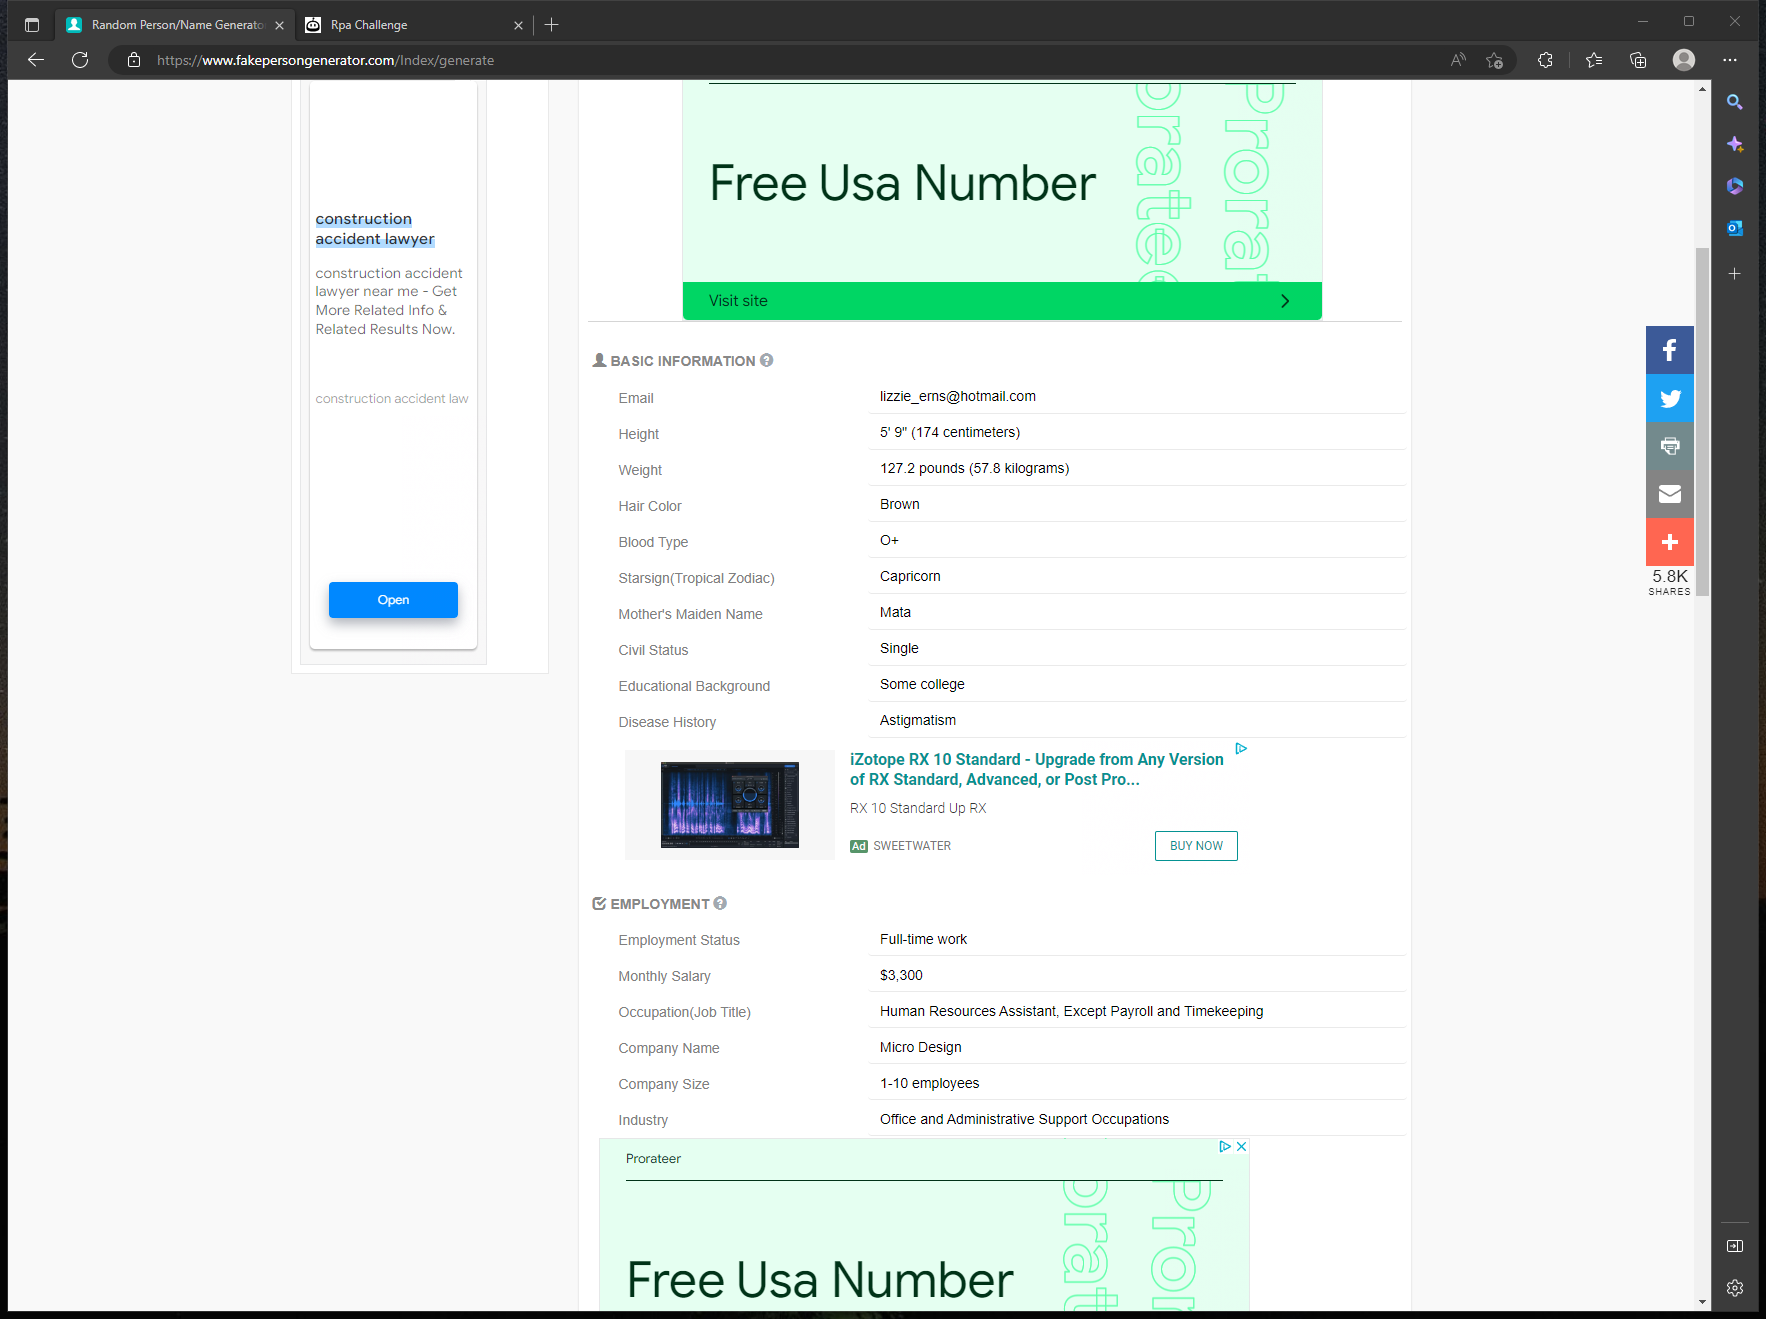 Random Person/Name Generato
Rpa Challenge
https://www.fakepersongenerator.com/Index/generate
construction
accident lawyer
construction accident
lawyer near me - Get
More Related Info &
Related Results Now.
construction accident law
Open
Free Usa Number
Prorat
orated
Visit site
BASIC INFORMATION
Email lizzie_erns@hotmail.com
Height 5' 9" (174 centimeters)
Weight 127.2 pounds (57.8 kilograms)
Hair Color Brown
Blood Type O+
Starsign(Tropical Zodiac) Capricorn
Mother's Maiden Name Mata
Civil Status Single
Educational Background Some college
Disease History Astigmatism
iZotope RX 10 Standard - Upgrade from Any Version
of RX Standard, Advanced, or Post Pro...
RX 10 Standard Up RX
Ad SWEETWATER
BUY NOW
EMPLOYMENT
Employment Status Full-time work
Monthly Salary $3,300
Occupation(Job Title) Human Resources Assistant, Except Payroll and Timekeeping
Company Name Micro Design
Company Size 1-10 employees
Industry Office and Administrative Support Occupations
Prorateer
Free Usa Number
Pror
orat
5.8K
SHARES